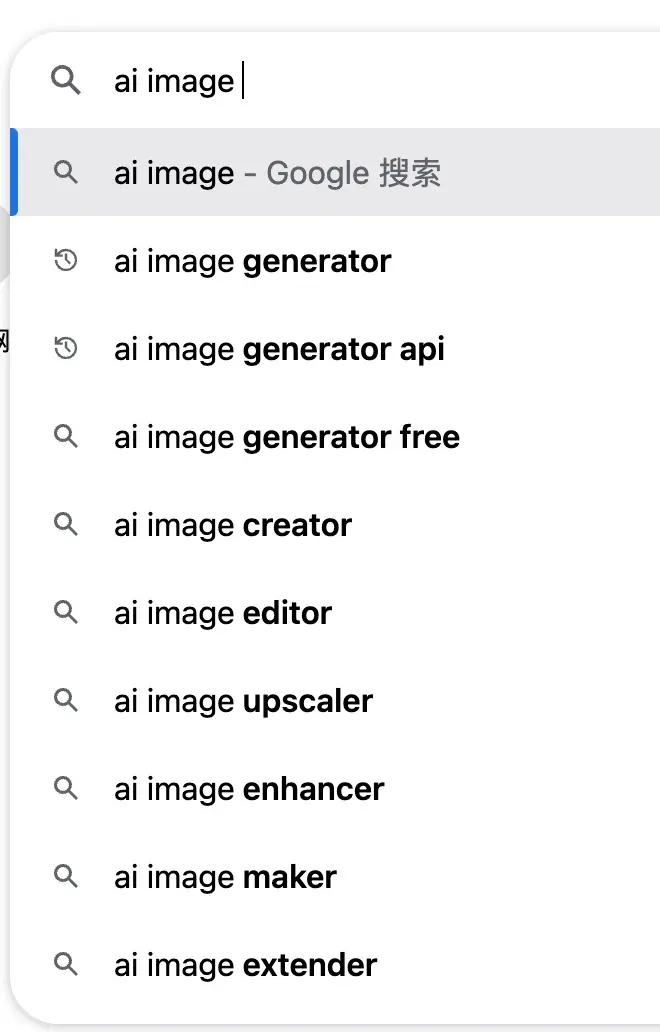 ai image
ai image - Google 搜索
ai image generator
ai image generator api
网
ai image generator free
ai image creator
ai image editor
ai image upscaler
ai image enhancer
ai image maker
ai image extender